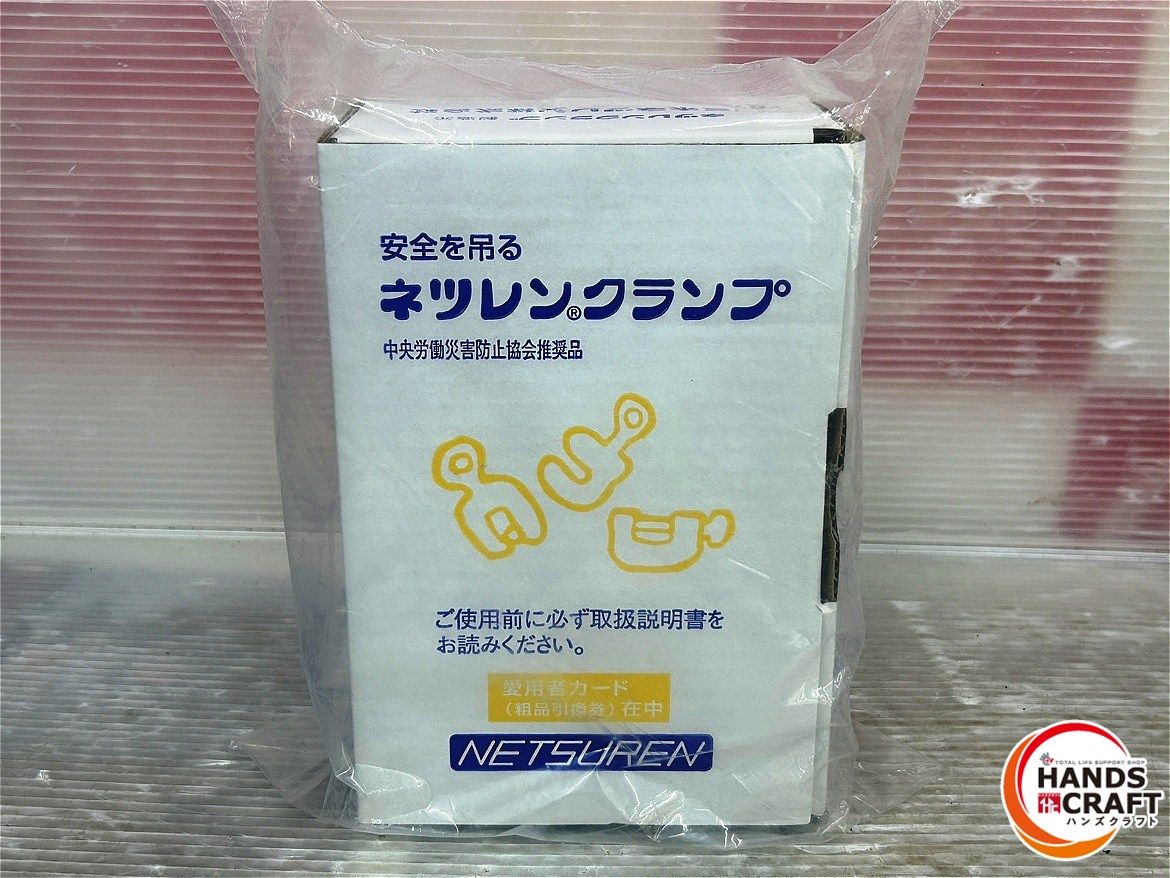 安全を吊る
ネツレン®クランプ
中央労働災害防止協会推奨品
ご使用前に必ず取扱説明書を
お読みください。
愛用者カード
（粗品引換券）在中
NETSUREN
TOTAL LIFE SUPPORT SHOP
HANDS
CRAFT
ハンズクラフト